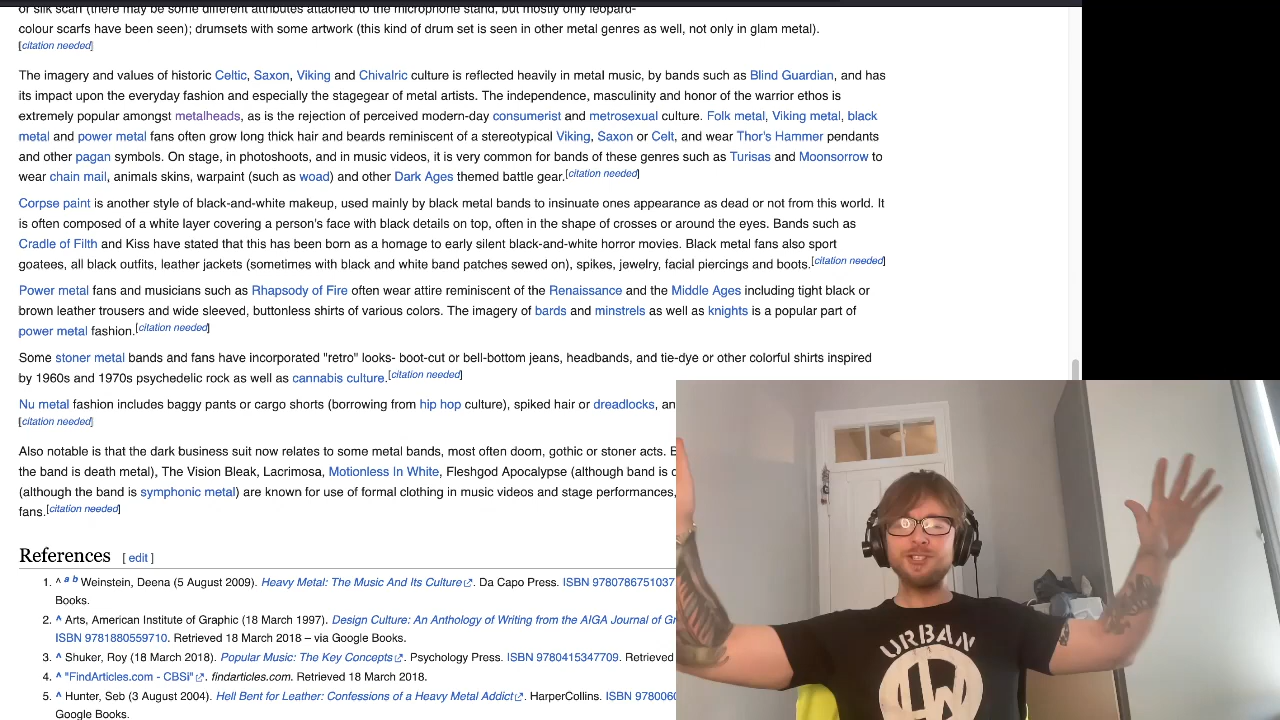 or silk scarf (there may be some different attributes attached to the microphone stand, but mostly only leopard-
colour scarfs have been seen); drumsets with some artwork (this kind of drum set is seen in other metal genres as well, not only in glam metal).
[citation needed]
The imagery and values of historic Celtic, Saxon, Viking and Chivalric culture is reflected heavily in metal music, by bands such as Blind Guardian, and has
its impact upon the everyday fashion and especially the stagegear of metal artists. The independence, masculinity and honor of the warrior ethos is
extremely popular amongst metalheads, as is the rejection of perceived modern-day consumerist and metrosexual culture. Folk metal, Viking metal, black
metal and power metal fans often grow long thick hair and beards reminiscent of a stereotypical Viking, Saxon or Celt, and wear Thor's Hammer pendants
and other pagan symbols. On stage, in photoshoots, and in music videos, it is very common for bands of these genres such as Turisas and Moonsorrow to
wear chain mail, animals skins, warpaint (such as woad) and other Dark Ages themed battle gear.[citation needed]
Corpse paint is another style of black-and-white makeup, used mainly by black metal bands to insinuate ones appearance as dead or not from this world. It
is often composed of a white layer covering a person's face with black details on top, often in the shape of crosses or around the eyes. Bands such as
Cradle of Filth and Kiss have stated that this has been born as a homage to early silent black-and-white horror movies. Black metal fans also sport
goatees, all black outfits, leather jackets (sometimes with black and white band patches sewed on), spikes, jewelry, facial piercings and boots.[citation needed]
Power metal fans and musicians such as Rhapsody of Fire often wear attire reminiscent of the Renaissance and the Middle Ages including tight black or
brown leather trousers and wide sleeved, buttonless shirts of various colors. The imagery of bards and minstrels as well as knights is a popular part of
power metal fashion.[citation needed]
Some stoner metal bands and fans have incorporated "retro" looks- boot-cut or bell-bottom jeans, headbands, and tie-dye or other colorful shirts inspired
by 1960s and 1970s psychedelic rock as well as cannabis culture.[citation needed]
Nu metal fashion includes baggy pants or cargo shorts (borrowing from hip hop culture), spiked hair or dreadlocks, an
[citation needed]
Also notable is that the dark business suit now relates to some metal bands, most often doom, gothic or stoner acts.
the band is death metal), The Vision Bleak, Lacrimosa, Motionless In White, Fleshgod Apocalypse (although band is
(although the band is symphonic metal) are known for use of formal clothing in music videos and stage performances,
fans.[citation needed]
References [ edit ]
1. ^ a b Weinstein, Deena (5 August 2009). Heavy Metal: The Music And Its Culture. Da Capo Press. ISBN 9780786751037
Books.
2. ^ Arts, American Institute of Graphic (18 March 1997). Design Culture: An Anthology of Writing from the AIGA Journal of
ISBN 9781880559710. Retrieved 18 March 2018 – via Google Books.
3. ^ Shuker, Roy (18 March 2018). Popular Music: The Key Concepts. Psychology Press. ISBN 9780415347709. Retrieved
4. ^ "FindArticles.com - CBSi". findarticles.com. Retrieved 18 March 2018.
5. ^ Hunter, Seb (3 August 2004). Hell Bent for Leather: Confessions of a Heavy Metal Addict. HarperCollins. ISBN
Google Books.
URBAN